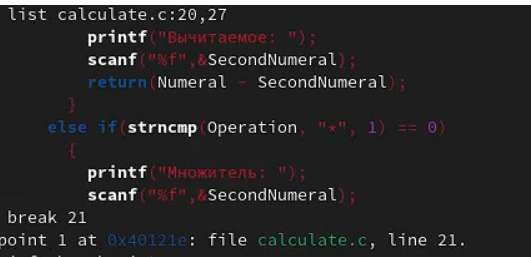 list calculate.c:20,27
printf("Вычитаемое: ");
scanf("%f",&SecondNumeral);
return(Numeral - SecondNumeral);
}
else if(strncmp(Operation, "*", 1) == 0)
{
printf("Множитель: ");
scanf("%f",&SecondNumeral);
break 21
point 1 at 0x40121e: file calculate.c, line 21.